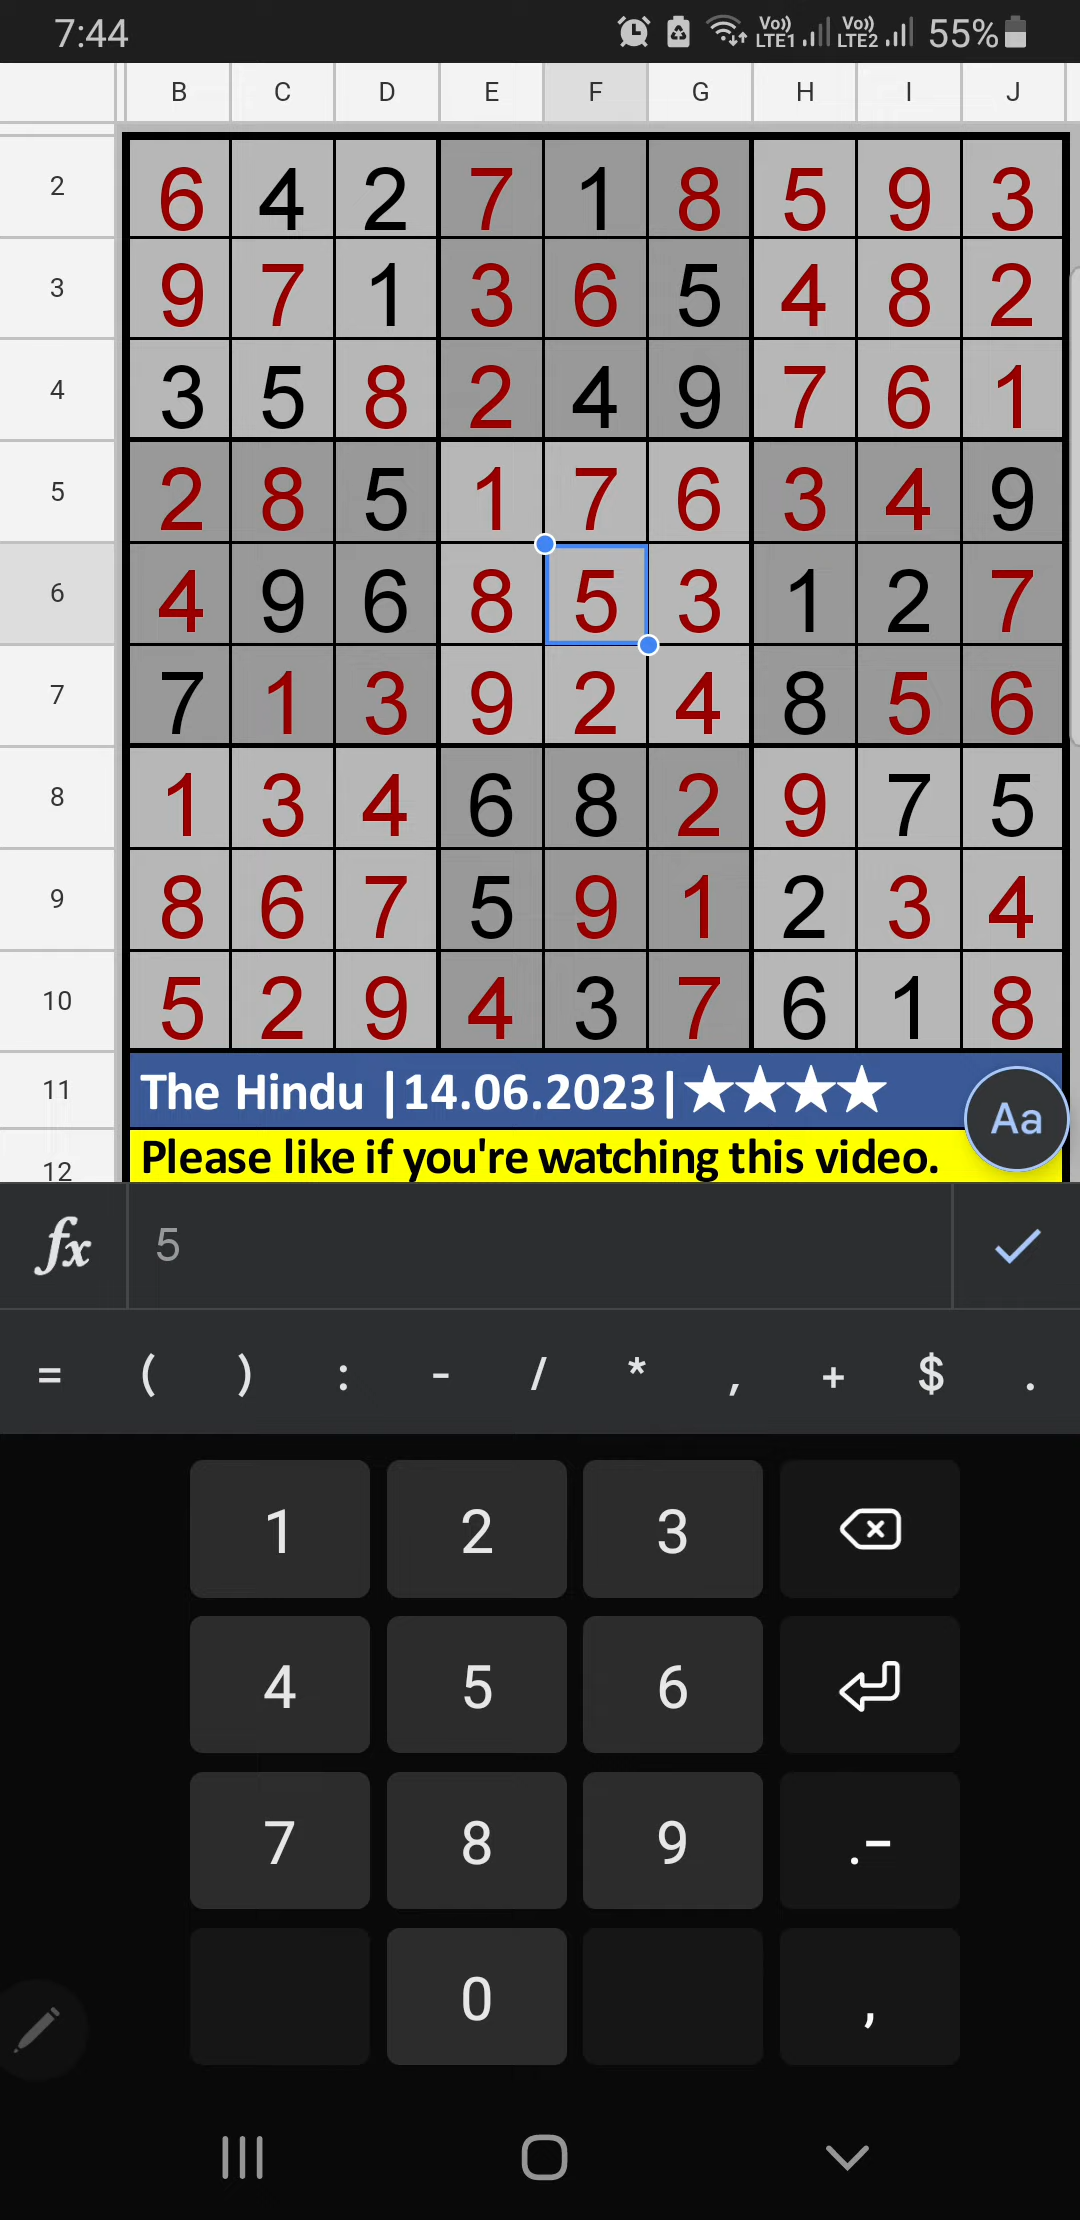 7:44 Vo)) LTE1 Vo)) LTE2 55%
B C D E F G H I J
2 6 4 2 7 1 8 5 9 3
3 9 7 1 3 6 5 4 8 2
4 3 5 8 2 4 9 7 6 1
5 2 8 5 1 7 6 3 4 9
6 4 9 6 8 5 3 1 2 7
7 7 1 3 9 2 4 8 5 6
8 1 3 4 6 8 2 9 7 5
9 8 6 7 5 9 1 2 3 4
10 5 2 9 4 3 7 6 1 8
11 The Hindu |14.06.2023|★★★★
Aa
12 Please like if you're watching this video.
fx 5
= ( ) : - / * , + $ .
1 2 3
4 5 6
7 8 9 .-
0 ,